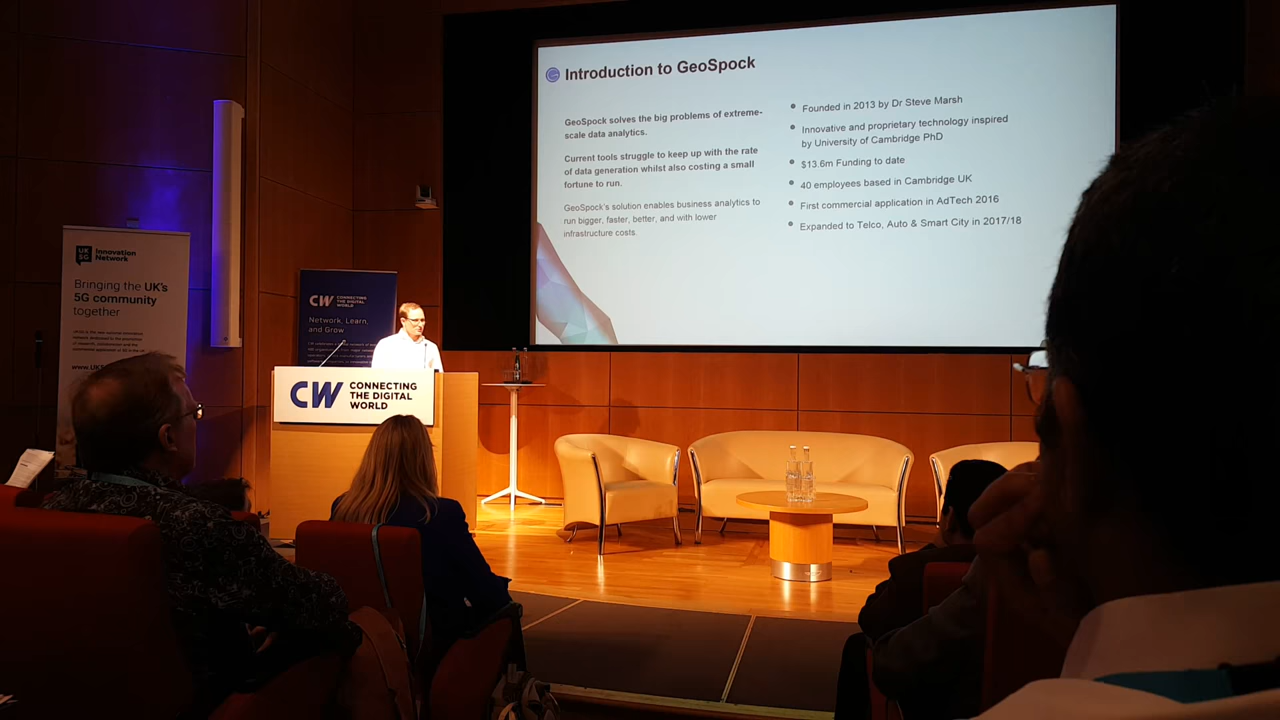 Introduction to GeoSpock
GeoSpock solves the big problems of extreme-
scale data analytics.
Current tools struggle to keep up with the rate
of data generation whilst also costing a small
fortune to run.
GeoSpock's solution enables business analytics to
run bigger, faster, better, and with lower
infrastructure costs.
Founded in 2013 by Dr Steve Marsh
Innovative and proprietary technology inspired
by University of Cambridge PhD
$13.6m Funding to date
40 employees based in Cambridge UK
First commercial application in AdTech 2016
Expanded to Telco, Auto & Smart City in 2017/18
UK
5G
Innovation
Network
Bringing the UK's
5G community
together
CW CONNECTING
THE DIGITAL
WORLD
Network, Learn,
and Grow
CW CONNECTING
THE DIGITAL
WORLD